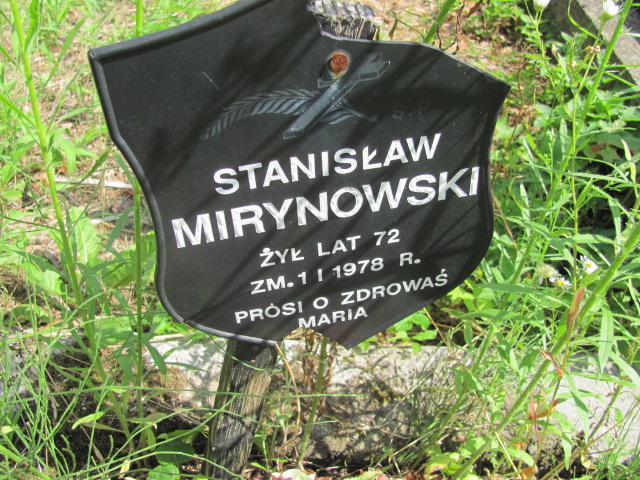 Ś.P.
STANISŁAW
MIRYNOWSKI
ŻYŁ LAT 72
ZM. 1 I 1978 R.
PROSI O ZDROWAŚ
MARIA